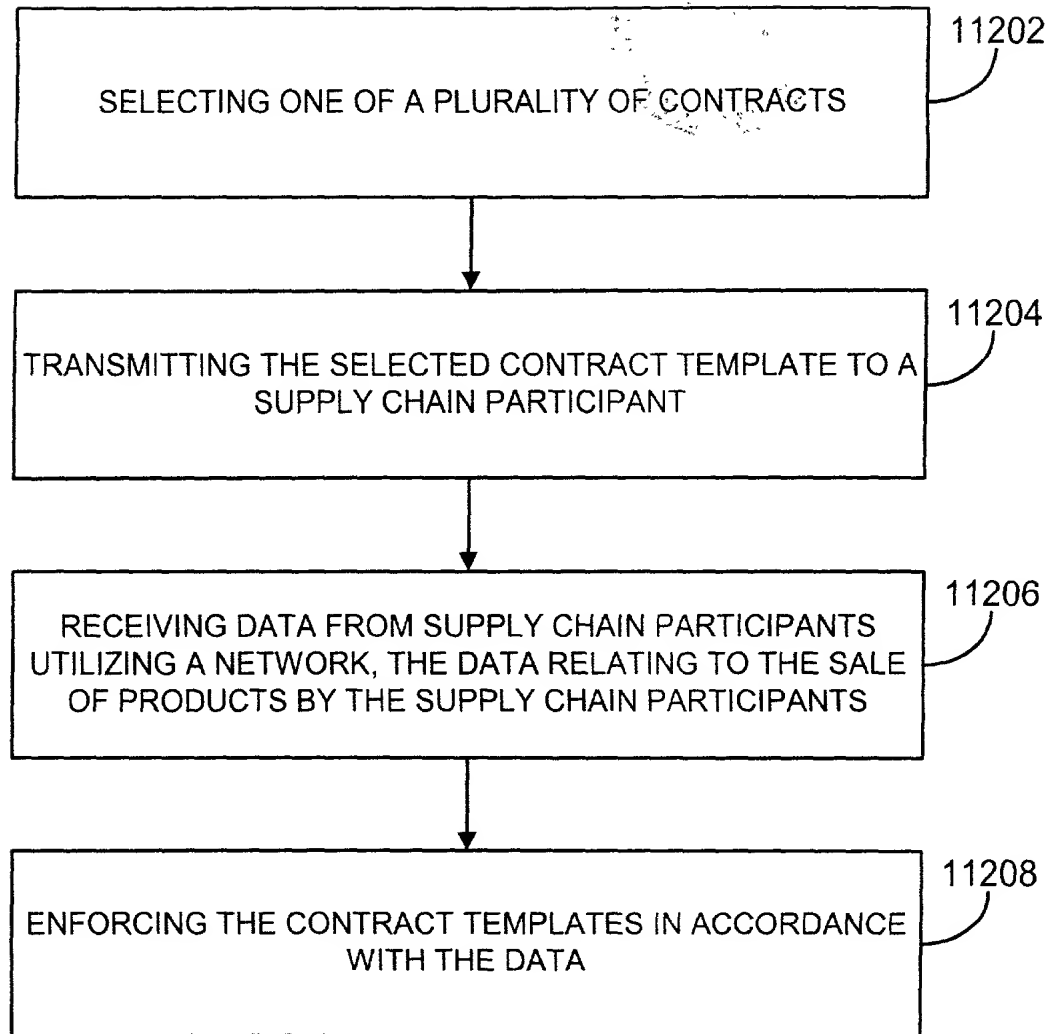 11202
SELECTING ONE OF A PLURALITY OF CONTRACTS
11204
TRANSMITTING THE SELECTED CONTRACT TEMPLATE TO A
SUPPLY CHAIN PARTICIPANT
11206
RECEIVING DATA FROM SUPPLY CHAIN PARTICIPANTS
UTILIZING A NETWORK, THE DATA RELATING TO THE SALE
OF PRODUCTS BY THE SUPPLY CHAIN PARTICIPANTS
11208
ENFORCING THE CONTRACT TEMPLATES IN ACCORDANCE
WITH THE DATA